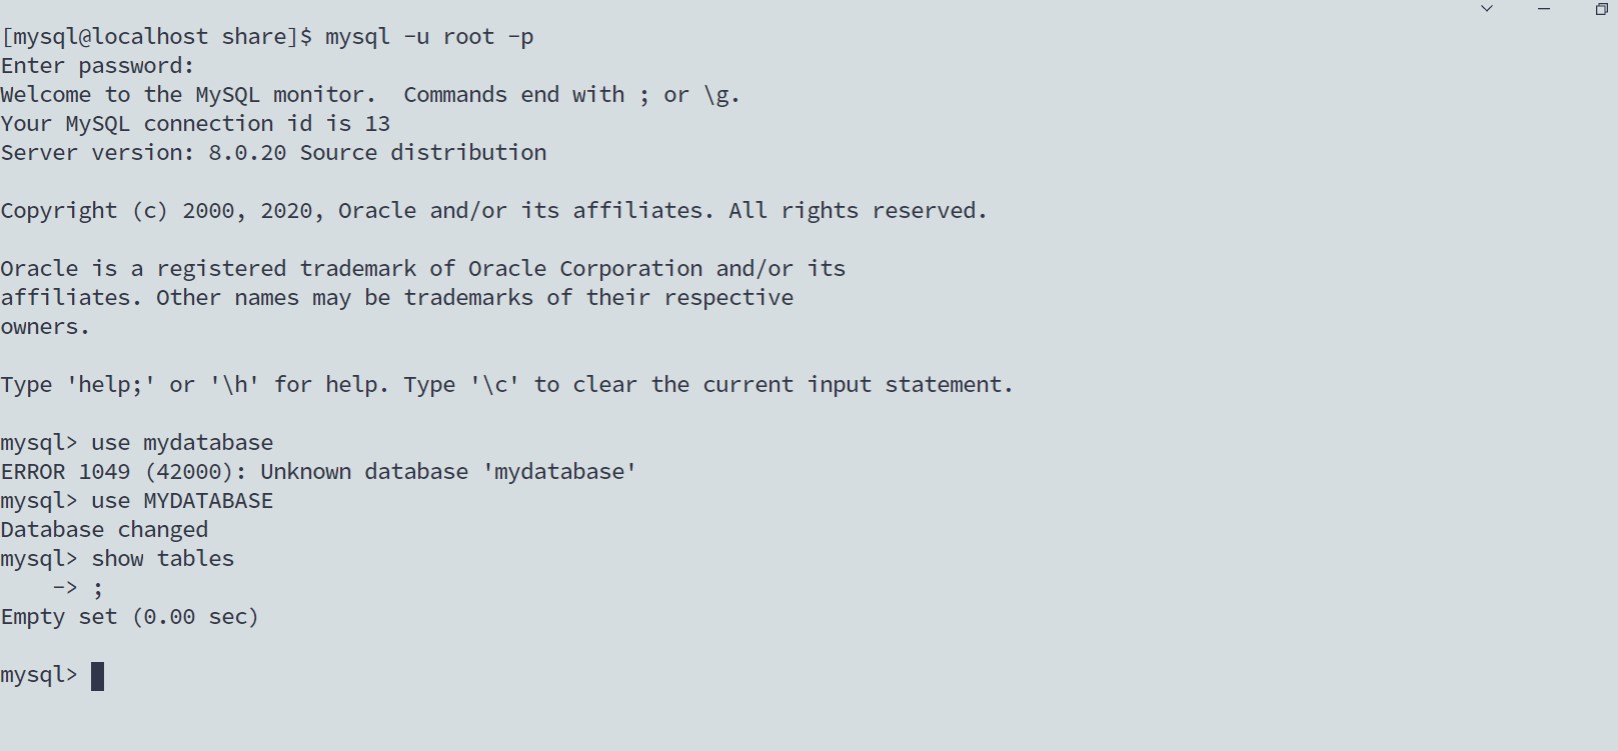 [mysql@localhost share]$ mysql -u root -p
Enter password:
Welcome to the MySQL monitor.  Commands end with ; or \g.
Your MySQL connection id is 13
Server version: 8.0.20 Source distribution

Copyright (c) 2000, 2020, Oracle and/or its affiliates. All rights reserved.

Oracle is a registered trademark of Oracle Corporation and/or its
affiliates. Other names may be trademarks of their respective
owners.

Type 'help;' or '\h' for help. Type '\c' to clear the current input statement.

mysql> use mydatabase
ERROR 1049 (42000): Unknown database 'mydatabase'
mysql> use MYDATABASE
Database changed
mysql> show tables
    -> ;
Empty set (0.00 sec)

mysql>